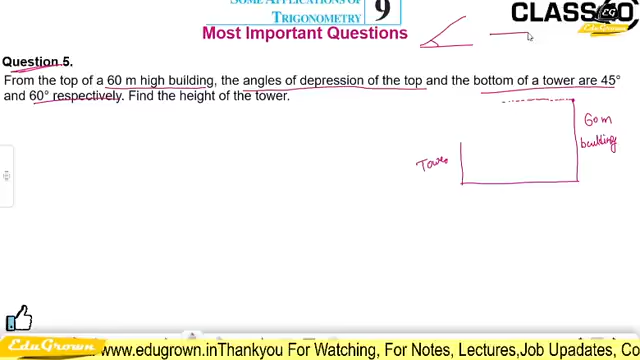 SOME APPLICATIONS OF
TRIGONOMETRY
9
CLASS 
Most Important Questions
Question 5.
From the top of a 60 m high building, the angles of depression of the top and the bottom of a tower are 45°
and 60° respectively. Find the height of the tower.
60 m
building
Tower
EduGrown
www.edugrown.inThankyou For Watching, For Notes, Lectures,Job Upadates, Co